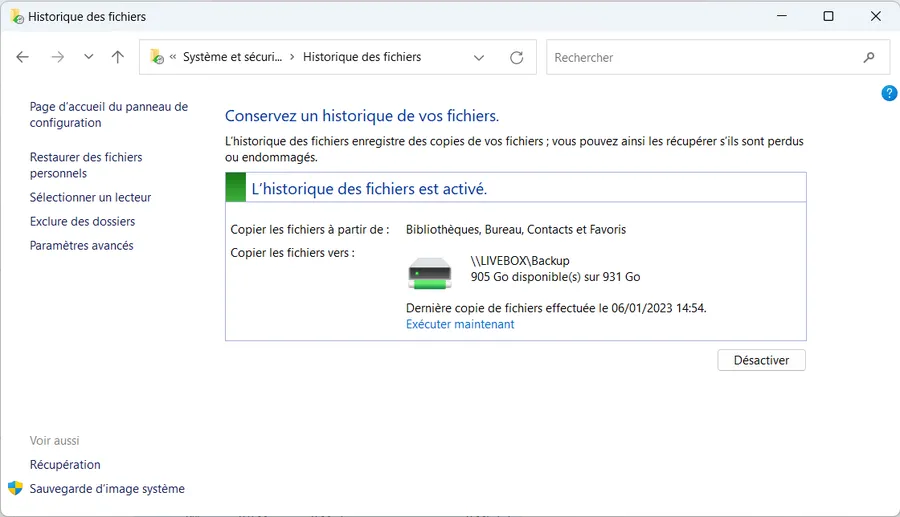 Historique des fichiers
« Système et sécuri... › Historique des fichiers
Rechercher
?
Page d'accueil du panneau de
configuration
Restaurer des fichiers
personnels
Sélectionner un lecteur
Exclure des dossiers
Paramètres avancés
Conservez un historique de vos fichiers.
L'historique des fichiers enregistre des copies de vos fichiers ; vous pouvez ainsi les récupérer s'ils sont perdus
ou endommagés.
L'historique des fichiers est activé.
Copier les fichiers à partir de : Bibliothèques, Bureau, Contacts et Favoris
Copier les fichiers vers :
\\LIVEBOX\Backup
905 Go disponible(s) sur 931 Go
Dernière copie de fichiers effectuée le 06/01/2023 14:54.
Exécuter maintenant
Désactiver
Voir aussi
Récupération
Sauvegarde d'image système